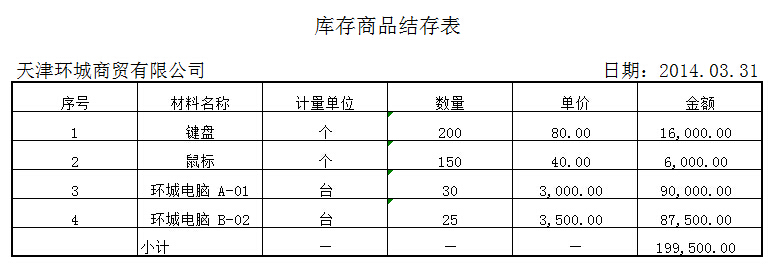 库存商品结存表
天津环城商贸有限公司 日期：2014.03.31
序号 材料名称 计量单位 数量 单价 金额
1 键盘 个 200 80.00 16,000.00
2 鼠标 个 150 40.00 6,000.00
3 环城电脑 A-01 台 30 3,000.00 90,000.00
4 环城电脑 B-02 台 25 3,500.00 87,500.00
小计 — — — 199,500.00